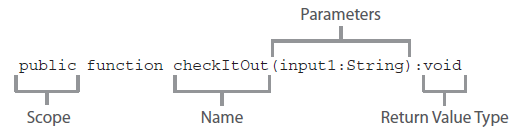 Parameters
public function checkItOut(input1:String):void
Scope Name Return Value Type